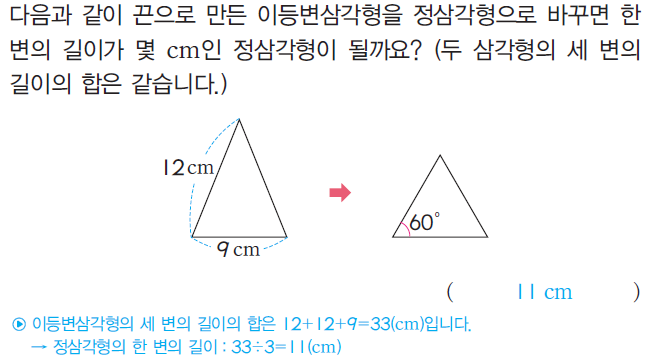 다음과 같이 끈으로 만든 이등변삼각형을 정삼각형으로 바꾸면 한
변의 길이가 몇 cm인 정삼각형이 될까요? (두 삼각형의 세 변의
길이의 합은 같습니다.)
12 cm
60°
9 cm
( 11 cm )
▶ 이등변삼각형의 세 변의 길이의 합은 12+12+9=33(cm)입니다.
→ 정삼각형의 한 변의 길이 : 33÷3=11(cm)